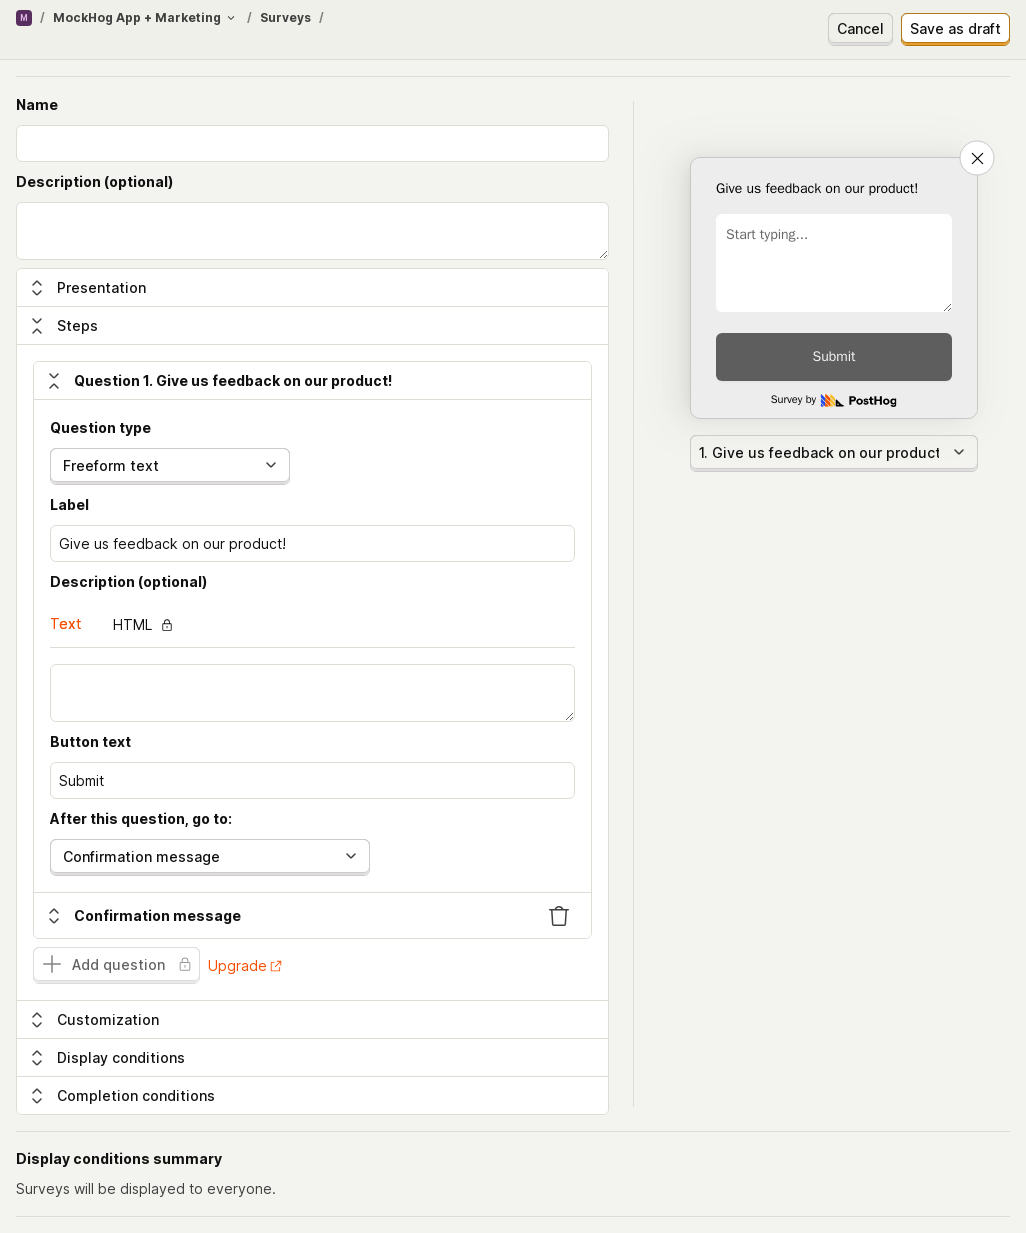 M / MockHog App + Marketing / Surveys /
Cancel
Save as draft
Name
Description (optional)
Presentation
Steps
Question 1. Give us feedback on our product!
Question type
Freeform text
Label
Give us feedback on our product!
Description (optional)
Text
HTML
Button text
Submit
After this question, go to:
Confirmation message
Confirmation message
Add question
Upgrade
Customization
Display conditions
Completion conditions
Give us feedback on our product!
Start typing...
Submit
Survey by PostHog
1. Give us feedback on our product
Display conditions summary
Surveys will be displayed to everyone.